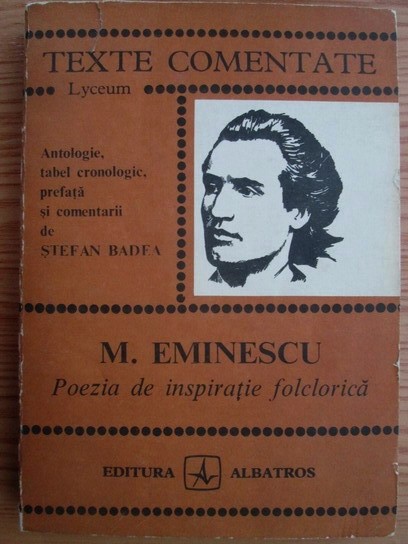 TEXTE COMENTATE
Lyceum
Antologie,
tabel cronologic,
prefață
și comentarii
de
ȘTEFAN BADEA
M. EMINESCU
Poezia de inspirație folclorică
EDITURA ALBATROS